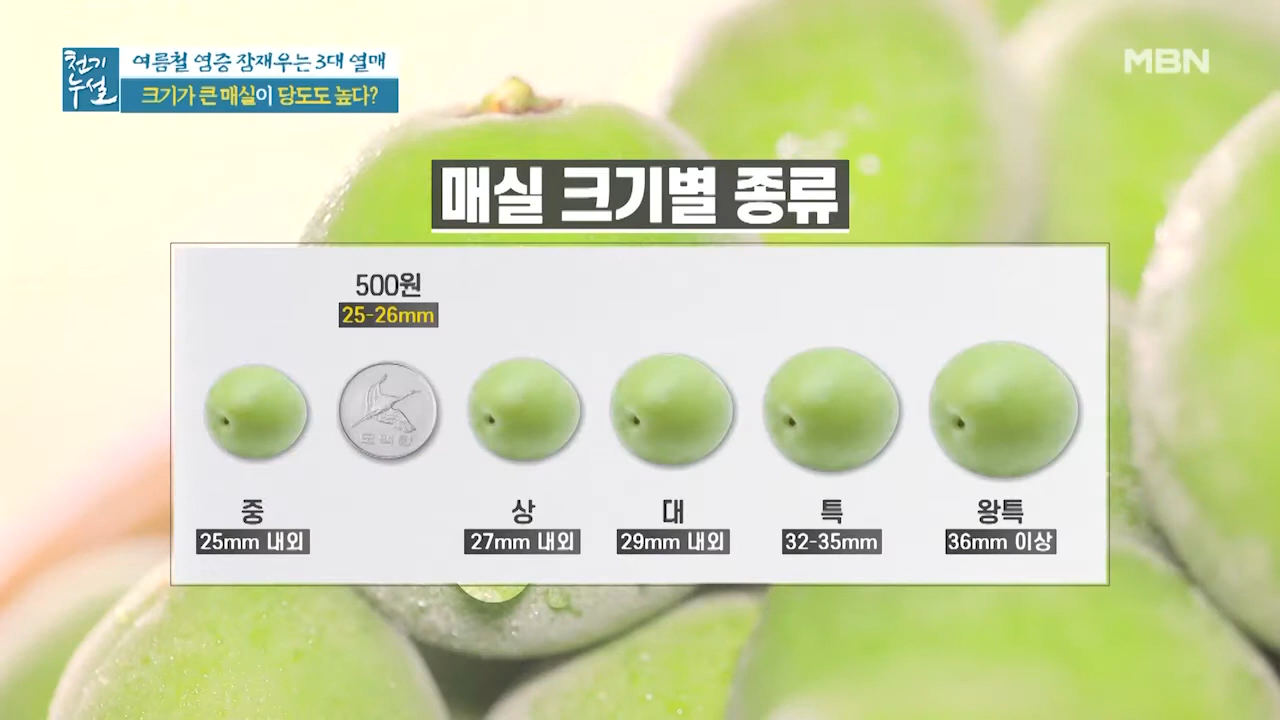 천기누설
여름철 염증 잠재우는 3대 열매
크기가 큰 매실이 당도도 높다?
MBN
매실 크기별 종류
500원
25-26mm
중
상
대
특
왕특
25mm 내외
27mm 내외
29mm 내외
32-35mm
36mm 이상